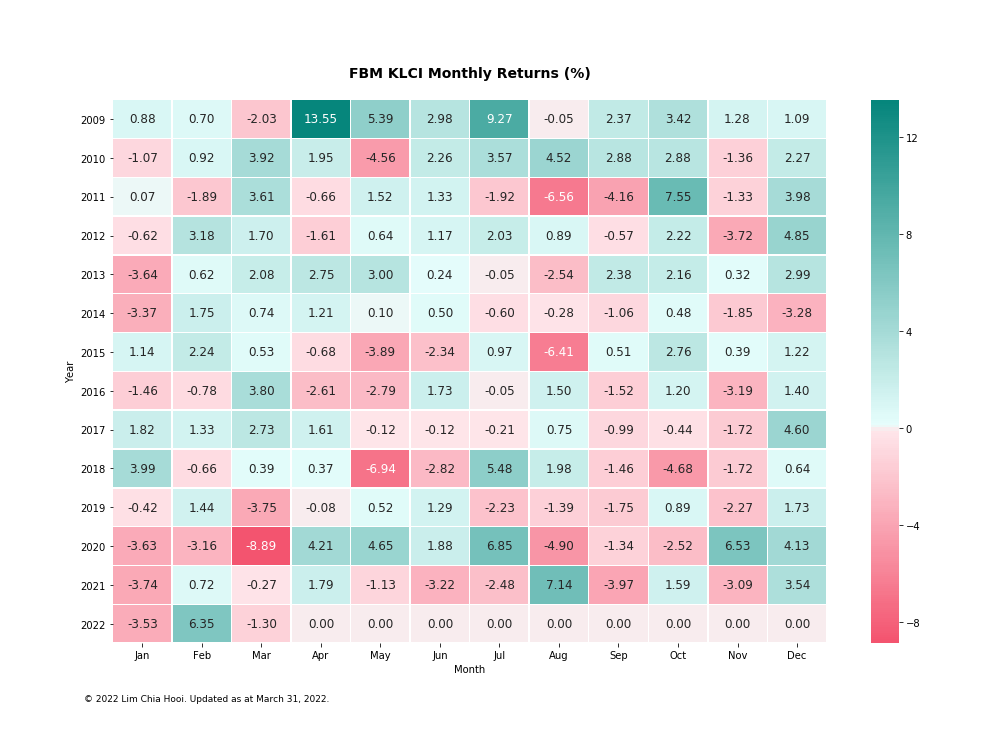 FBM KLCI Monthly Returns (%)
Year
2009 0.88 0.70 -2.03 13.55 5.39 2.98 9.27 -0.05 2.37 3.42 1.28 1.09
2010 -1.07 0.92 3.92 1.95 -4.56 2.26 3.57 4.52 2.88 2.88 -1.36 2.27
2011 0.07 -1.89 3.61 -0.66 1.52 1.33 -1.92 -6.56 -4.16 7.55 -1.33 3.98
2012 -0.62 3.18 1.70 -1.61 0.64 1.17 2.03 0.89 -0.57 2.22 -3.72 4.85
2013 -3.64 0.62 2.08 2.75 3.00 0.24 -0.05 -2.54 2.38 2.16 0.32 2.99
2014 -3.37 1.75 0.74 1.21 0.10 0.50 -0.60 -0.28 -1.06 0.48 -1.85 -3.28
2015 1.14 2.24 0.53 -0.68 -3.89 -2.34 0.97 -6.41 0.51 2.76 0.39 1.22
2016 -1.46 -0.78 3.80 -2.61 -2.79 1.73 -0.05 1.50 -1.52 1.20 -3.19 1.40
2017 1.82 1.33 2.73 1.61 -0.12 -0.12 -0.21 0.75 -0.99 -0.44 -1.72 4.60
2018 3.99 -0.66 0.39 0.37 -6.94 -2.82 5.48 1.98 -1.46 -4.68 -1.72 0.64
2019 -0.42 1.44 -3.75 -0.08 0.52 1.29 -2.23 -1.39 -1.75 0.89 -2.27 1.73
2020 -3.63 -3.16 -8.89 4.21 4.65 1.88 6.85 -4.90 -1.34 -2.52 6.53 4.13
2021 -3.74 0.72 -0.27 1.79 -1.13 -3.22 -2.48 7.14 -3.97 1.59 -3.09 3.54
2022 -3.53 6.35 -1.30 0.00 0.00 0.00 0.00 0.00 0.00 0.00 0.00 0.00
Jan Feb Mar Apr May Jun Jul Aug Sep Oct Nov Dec
Month
12
8
4
0
−4
−8
© 2022 Lim Chia Hooi. Updated as at March 31, 2022.